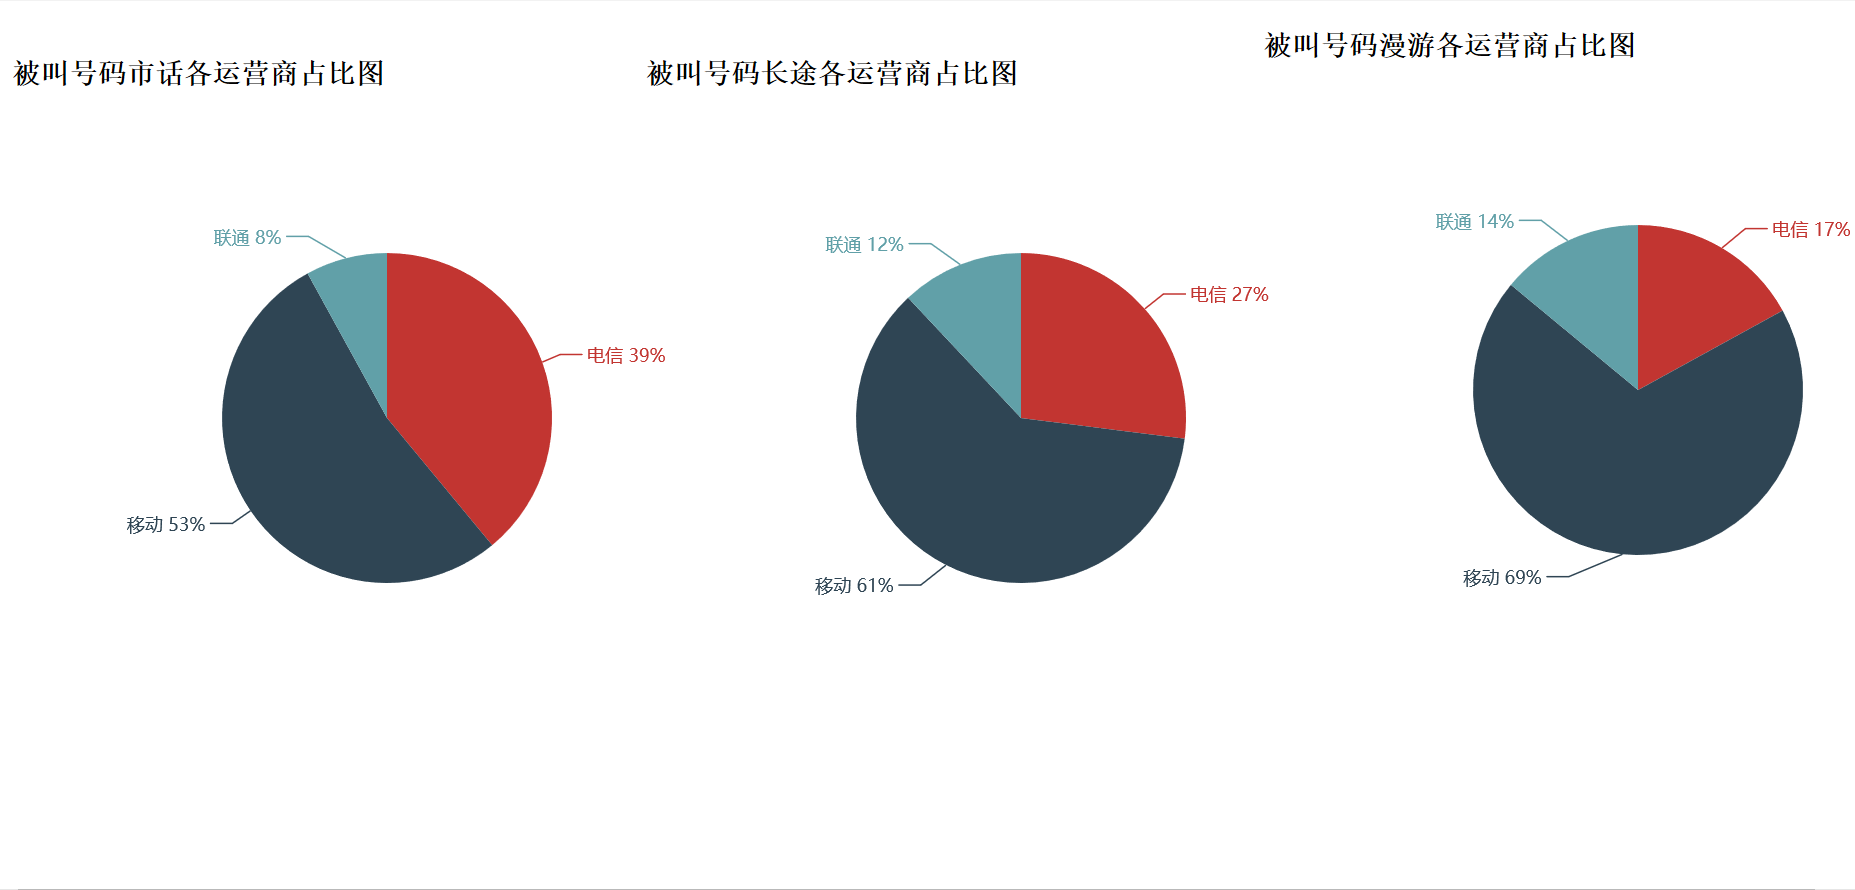 被叫号码市话各运营商占比图
联通 8%
电信 39%
移动 53%
被叫号码长途各运营商占比图
联通 12%
电信 27%
移动 61%
被叫号码漫游各运营商占比图
联通 14%
电信 17%
移动 69%